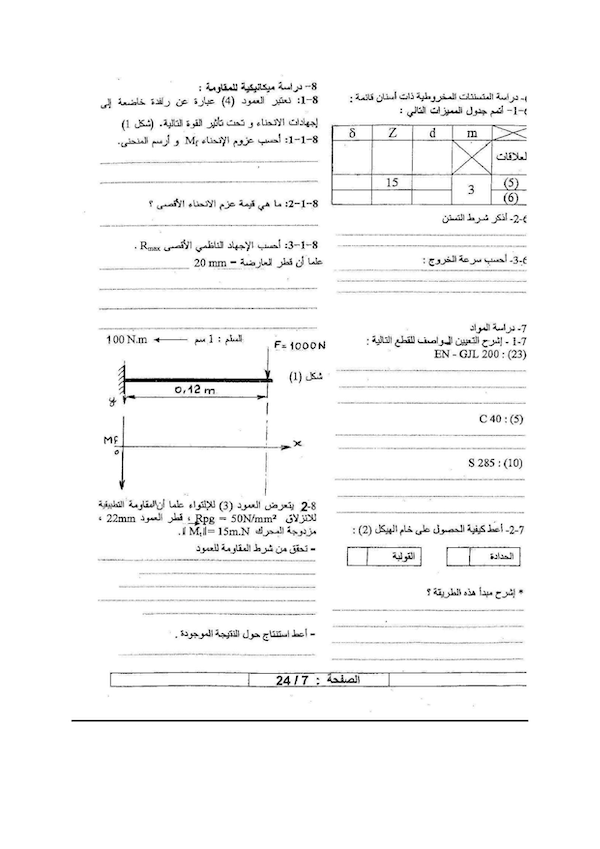 6- دراسة المتسننات المخروطية ذات أسنان قائمة :
6-1- أتمم جدول المميزات التالي :
δ Z d m
العلاقات
15 3 (5)
(6)
6-2- أذكر شرط التسنن
6-3- أحسب سرعة الخروج :
7- دراسة المواد
7-1 - إشرح التعيين المواصف للقطع التالية :
EN - GJL 200 : (23)
C 40 : (5)
S 285 : (10)
7-2- أعط كيفية الحصول على خام الهيكل (2) :
الحدادة
القولبة
* إشرح مبدأ هذه الطريقة ؟
8- دراسة ميكانيكية للمقاومة :
8-1: نعتبر العمود (4) عبارة عن رافدة خاضعة إلى
إجهادات الانحناء و تحت تأثير القوة التالية. (شكل 1)
8-1-1: أحسب عزوم الإنحناء Mf و أرسم المنحنى.
8-1-2: ما هي قيمة عزم الانحناء الأقصى ؟
8-1-3: أحسب الإجهاد الناظمي الأقصى Rmax .
علما أن قطر العارضة = 20 mm
السلم : 1 سم ← 100 N.m
F=1000N
شكل (1)
0,12 m
y
Mf
0
x
8-2 يتعرض العمود (3) للإلتواء علما أن المقاومة التطبيقية
للانزلاق Rpg = 50N/mm² ، قطر العمود 22mm ،
مزدوجة المحرك ‖Mt‖= 15m.N.
- تحقق من شرط المقاومة للعمود
- أعط استنتاج حول النتيجة الموجودة .
الصفحة : 7 / 24